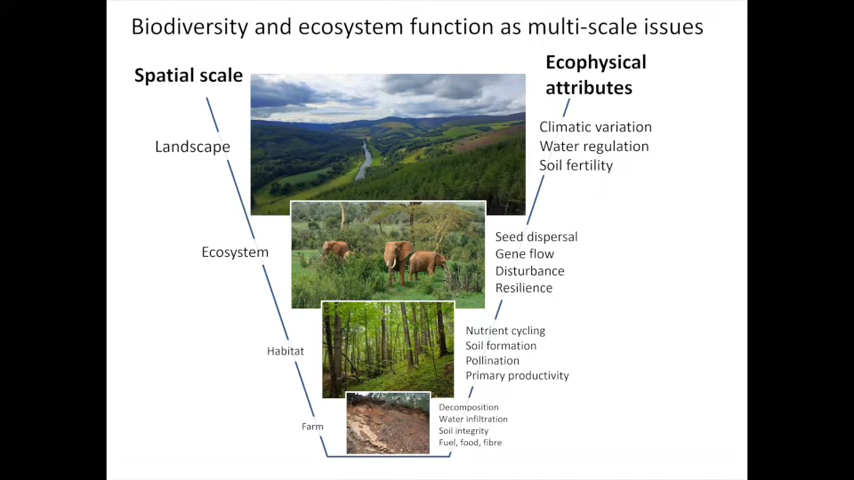 Biodiversity and ecosystem function as multi-scale issues
Spatial scale
Ecophysical
attributes
Landscape
Climatic variation
Water regulation
Soil fertility
Ecosystem
Seed dispersal
Gene flow
Disturbance
Resilience
Habitat
Nutrient cycling
Soil formation
Pollination
Primary productivity
Farm
Decomposition
Water infiltration
Soil integrity
Fuel, food, fibre